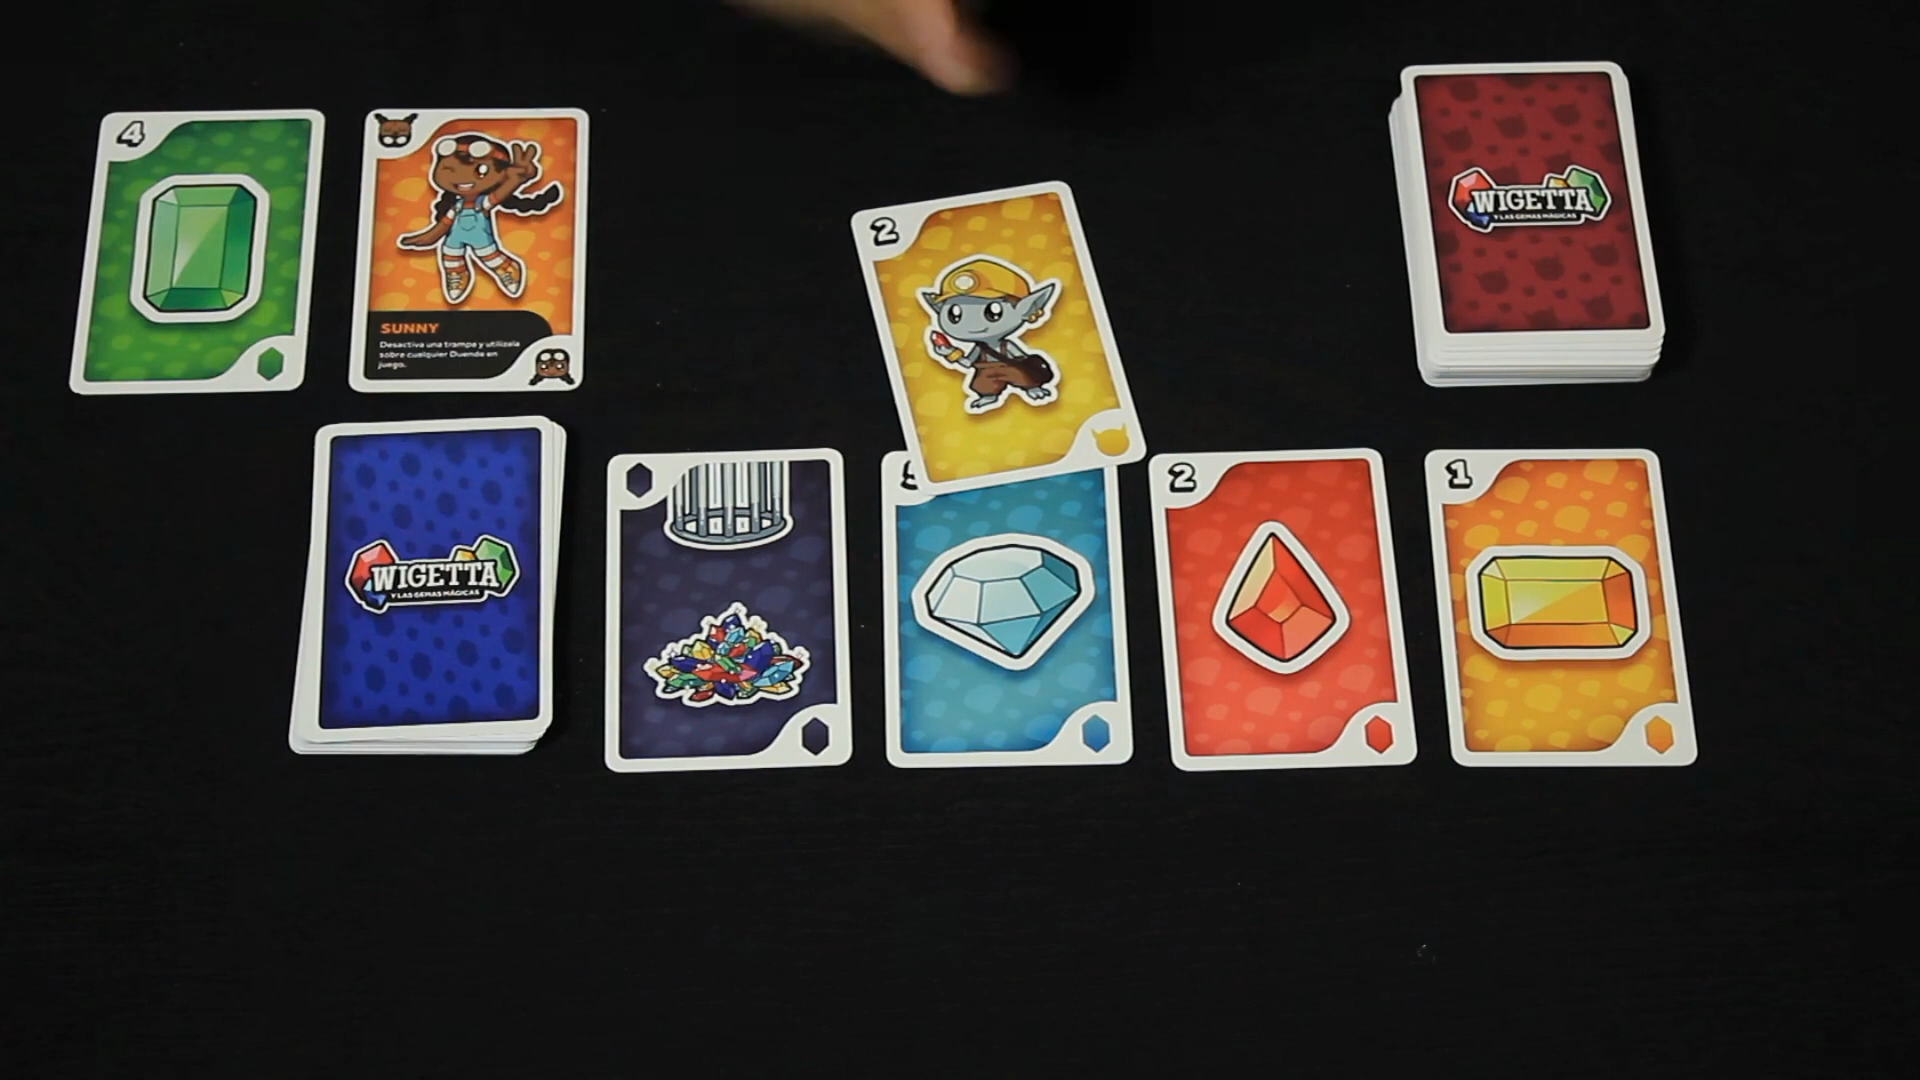 4
SUNNY
Desactiva una trampa y utilízala
sobre cualquier Duende en
juego.
2
WIGETTA
Y LAS GEMAS MÁGICAS
WIGETTA
Y LAS GEMAS MÁGICAS
2
1